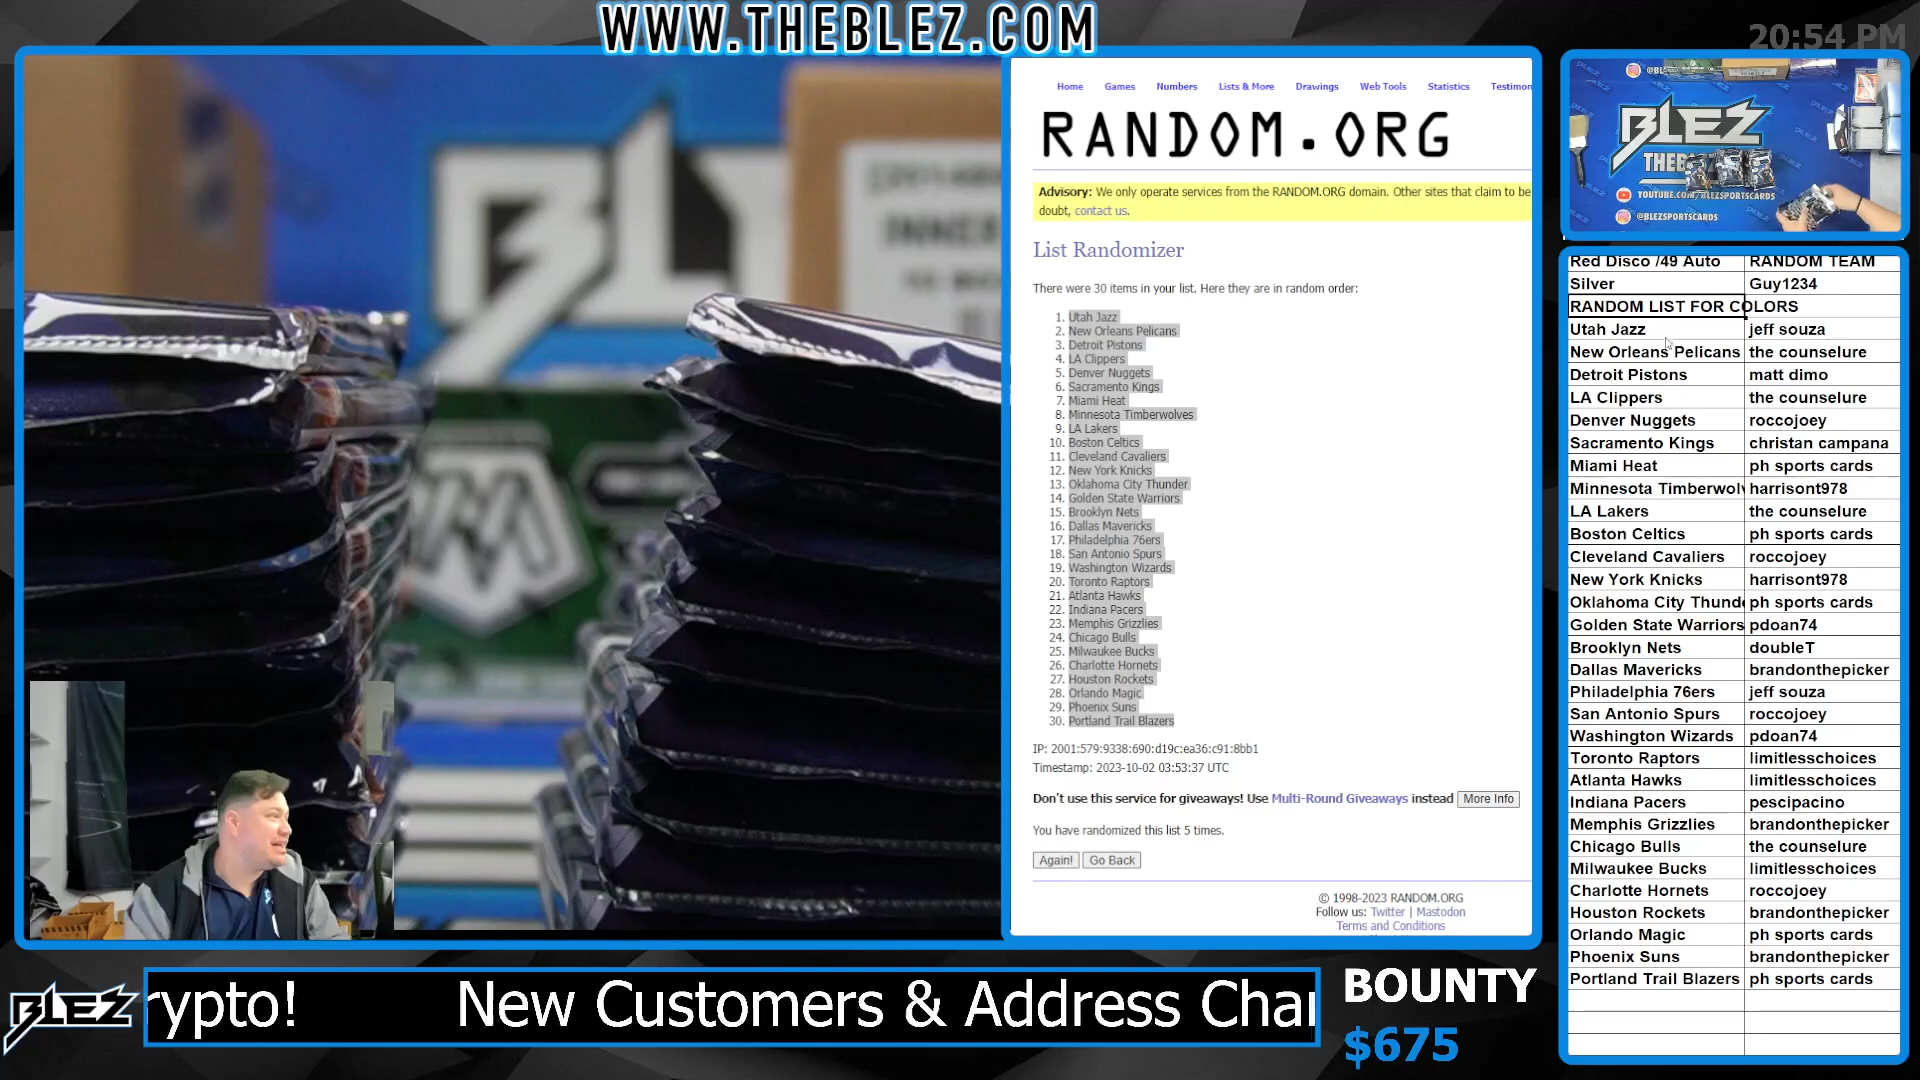 WWW.THEBLEZ.COM
20:54 PM
Home Games Numbers Lists & More Drawings Web Tools Statistics Testimon
RANDOM.ORG
Advisory: We only operate services from the RANDOM.ORG domain. Other sites that claim to be
doubt, contact us.
List Randomizer
There were 30 items in your list. Here they are in random order:
1. Utah Jazz
2. New Orleans Pelicans
3. Detroit Pistons
4. LA Clippers
5. Denver Nuggets
6. Sacramento Kings
7. Miami Heat
8. Minnesota Timberwolves
9. LA Lakers
10. Boston Celtics
11. Cleveland Cavaliers
12. New York Knicks
13. Oklahoma City Thunder
14. Golden State Warriors
15. Brooklyn Nets
16. Dallas Mavericks
17. Philadelphia 76ers
18. San Antonio Spurs
19. Washington Wizards
20. Toronto Raptors
21. Atlanta Hawks
22. Indiana Pacers
23. Memphis Grizzlies
24. Chicago Bulls
25. Milwaukee Bucks
26. Charlotte Hornets
27. Houston Rockets
28. Orlando Magic
29. Phoenix Suns
30. Portland Trail Blazers
IP: 2001:579:9338:690:d19c:ea36:c91:8bb1
Timestamp: 2023-10-02 03:53:37 UTC
Don't use this service for giveaways! Use Multi-Round Giveaways instead More Info
You have randomized this list 5 times.
Again! Go Back
© 1998-2023 RANDOM.ORG
Follow us: Twitter | Mastodon
Terms and Conditions
BLEZ
YOUTUBE.COM/BLEZSPORTSCARDS
@BLEZSPORTSCARDS
Red Disco /49 Auto RANDOM TEAM
Silver Guy1234
RANDOM LIST FOR COLORS
Utah Jazz jeff souza
New Orleans Pelicans the counselure
Detroit Pistons matt dimo
LA Clippers the counselure
Denver Nuggets roccojoey
Sacramento Kings christan campana
Miami Heat ph sports cards
Minnesota Timberwolv harrisont978
LA Lakers the counselure
Boston Celtics ph sports cards
Cleveland Cavaliers roccojoey
New York Knicks harrisont978
Oklahoma City Thunde ph sports cards
Golden State Warriors pdoan74
Brooklyn Nets doubleT
Dallas Mavericks brandonthepicker
Philadelphia 76ers jeff souza
San Antonio Spurs roccojoey
Washington Wizards pdoan74
Toronto Raptors limitlesschoices
Atlanta Hawks limitlesschoices
Indiana Pacers pescipacino
Memphis Grizzlies brandonthepicker
Chicago Bulls the counselure
Milwaukee Bucks limitlesschoices
Charlotte Hornets roccojoey
Houston Rockets brandonthepicker
Orlando Magic ph sports cards
Phoenix Suns brandonthepicker
Portland Trail Blazers ph sports cards
BLEZ
rypto! New Customers & Address Char
BOUNTY
$675